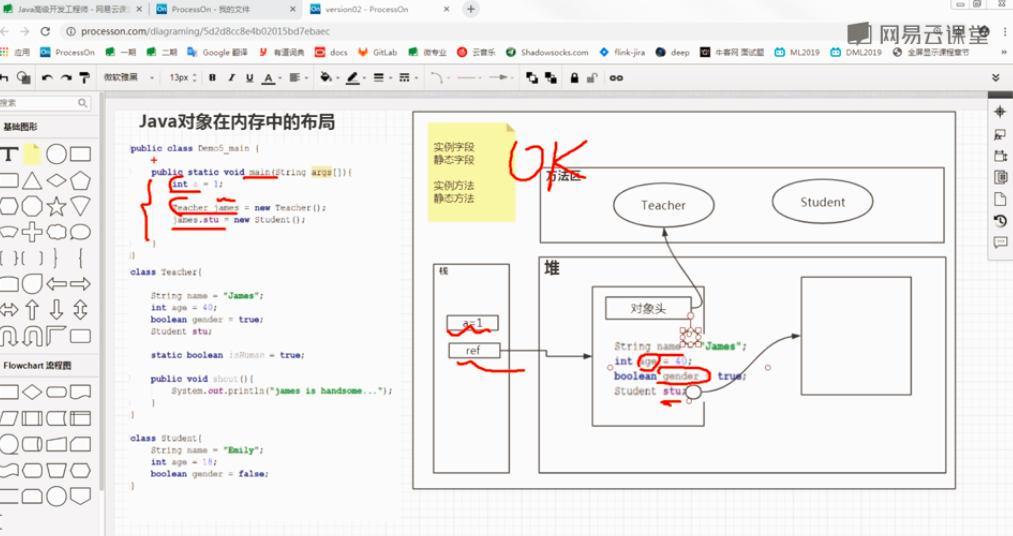 Java高级开发工程师 - 网易云课
ProcessOn - 我的文件
version02 - ProcessOn
processon.com/diagraming/5d2d8cc8e4b02015bd7ebaec
网易云课堂
应用 ProcessOn 一期 二期 Google 翻译 有道词典 docs GitLab 微专业 云音乐 Shadowsocks.com flink-jira deep 牛客网 面试题 ML2019 DML2019 全屏显示课程章节
微软雅黑 13px B I U A
搜索
基础图形
Flowchart 流程图
Java对象在内存中的布局
public class Demo5_main {
public static void main(String args[]){
int a = 1;
Teacher james = new Teacher();
james.stu = new Student();
}
}
class Teacher{
String name = "James";
int age = 40;
boolean gender = true;
Student stu;
static boolean isHuman = true;
public void shout(){
System.out.println("james is handsome...");
}
}
class Student{
String name = "Emily";
int age = 18;
boolean gender = false;
}
实例字段
静态字段
实例方法
静态方法
OK
方法区
Teacher
Student
栈
a=1
ref
堆
对象头
String name "James";
int age = 40;
boolean gender true;
Student stu;